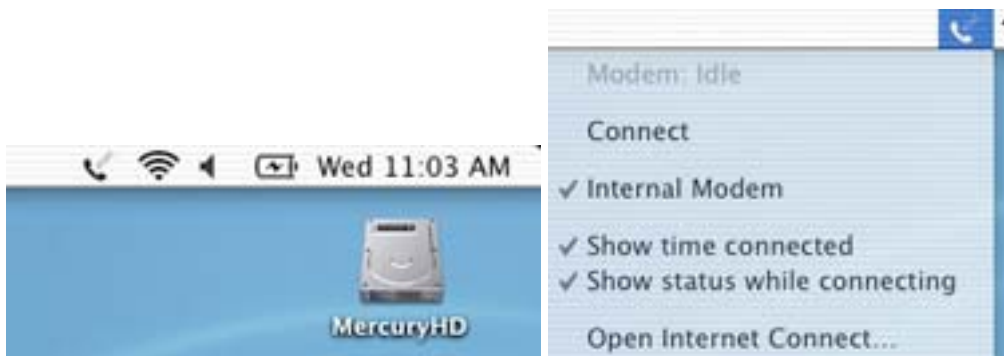 Wed 11:03 AM
MercuryHD
Modem: Idle
Connect
✓ Internal Modem
✓ Show time connected
✓ Show status while connecting
Open Internet Connect...